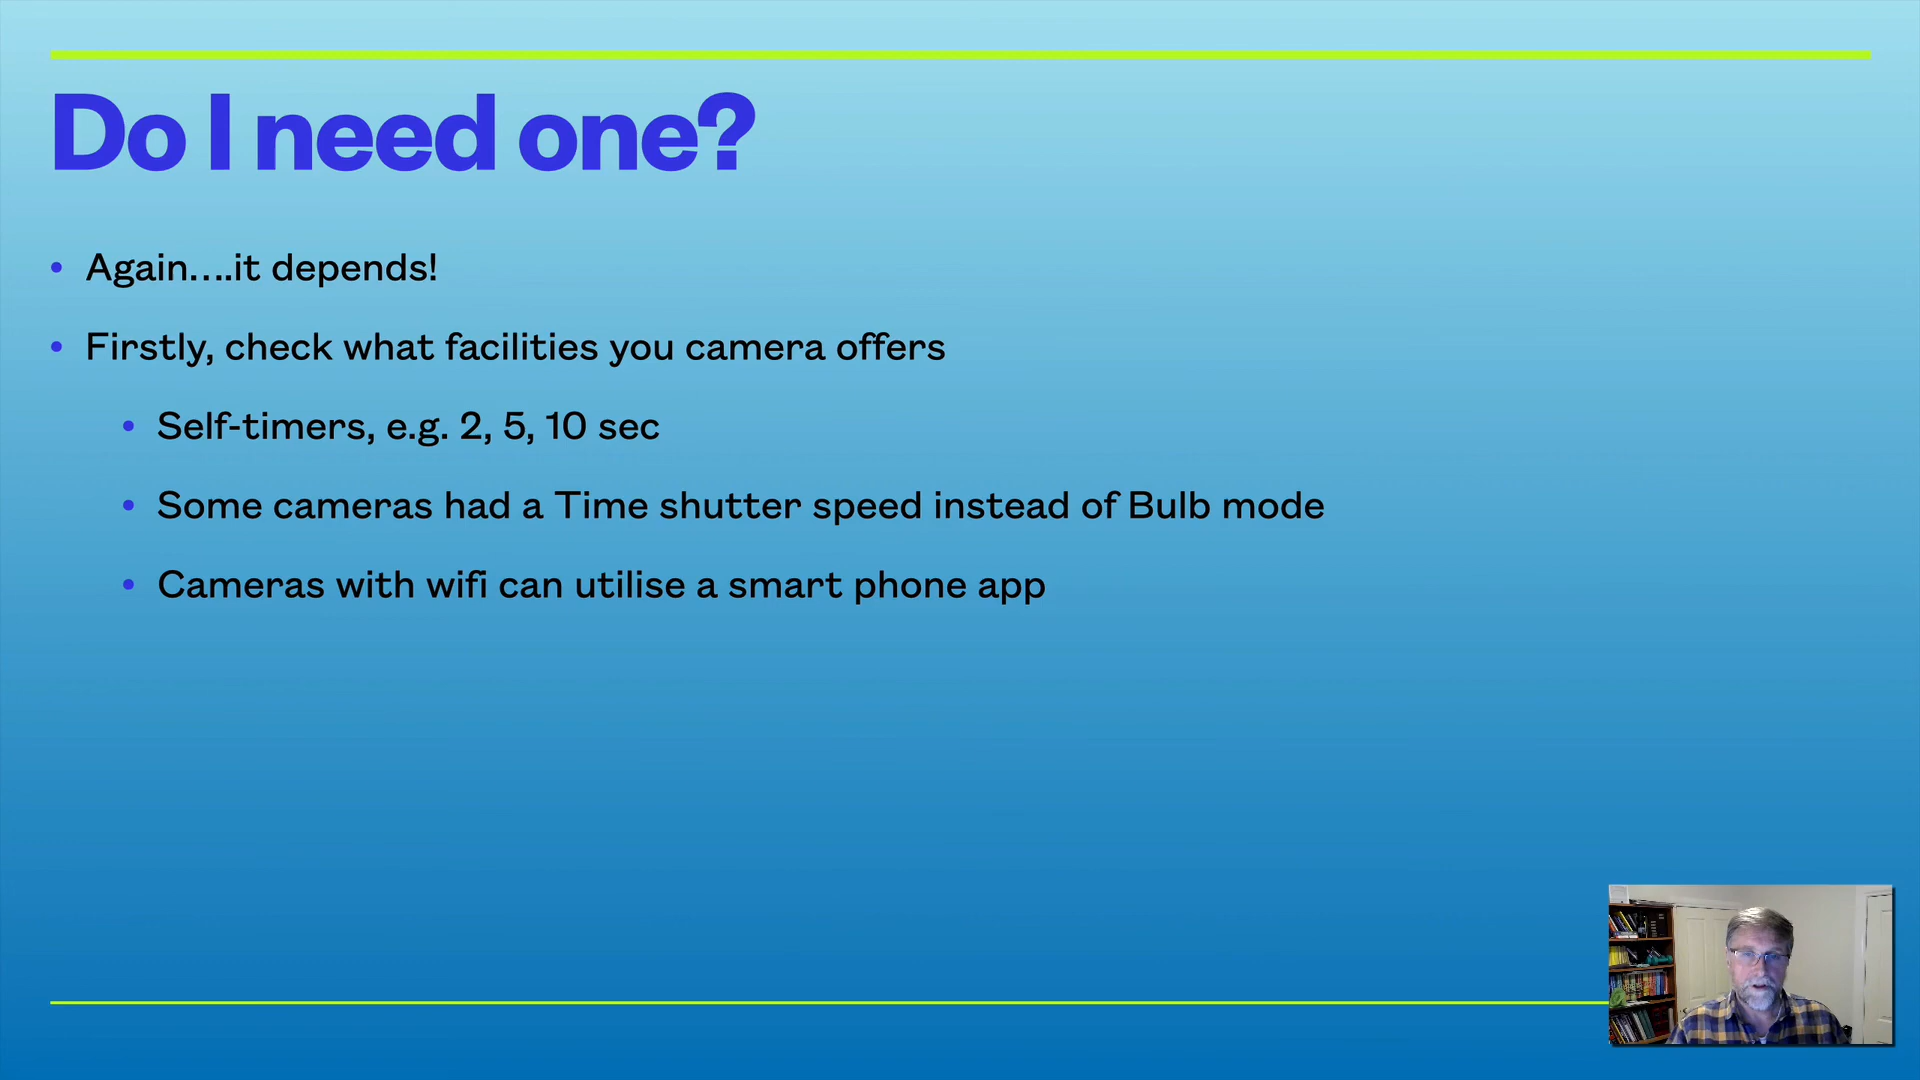 Do I need one?
• Again....it depends!
• Firstly, check what facilities you camera offers
• Self-timers, e.g. 2, 5, 10 sec
• Some cameras had a Time shutter speed instead of Bulb mode
• Cameras with wifi can utilise a smart phone app